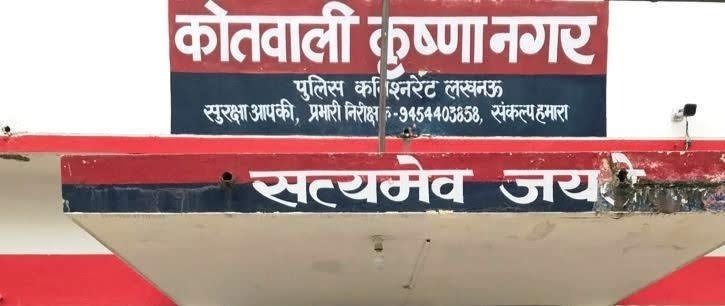 कोतवाली कृष्णा नगर
पुलिस कमिश्नरेट लखनऊ
सुरक्षा आपकी, प्रभारी निरीक्षक-9454403858, संकल्प हमारा
सत्यमेव जयते